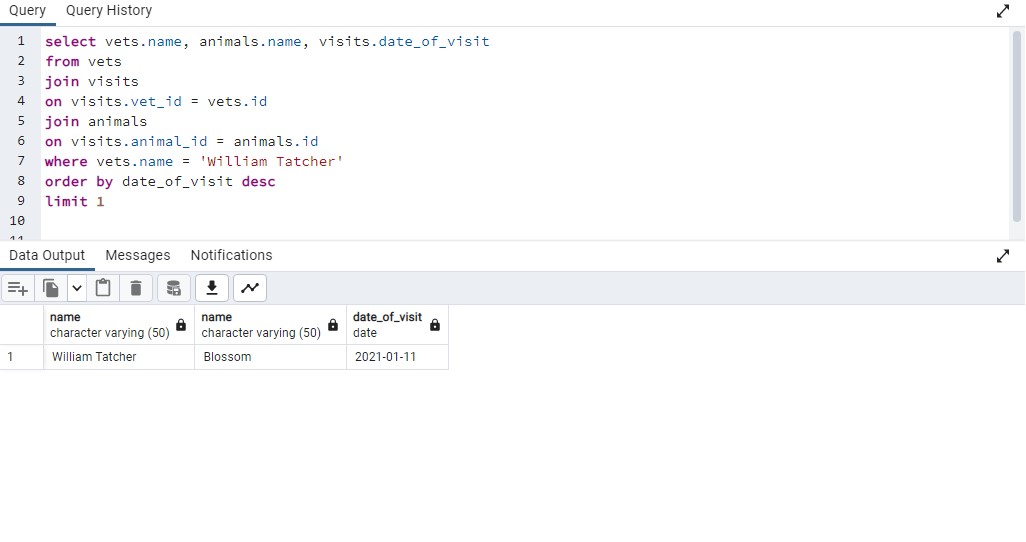 Query Query History
1 select vets.name, animals.name, visits.date_of_visit
2 from vets
3 join visits
4 on visits.vet_id = vets.id
5 join animals
6 on visits.animal_id = animals.id
7 where vets.name = 'William Tatcher'
8 order by date_of_visit desc
9 limit 1
10
11
Data Output Messages Notifications
name name date_of_visit
character varying (50) character varying (50) date
1 William Tatcher Blossom 2021-01-11